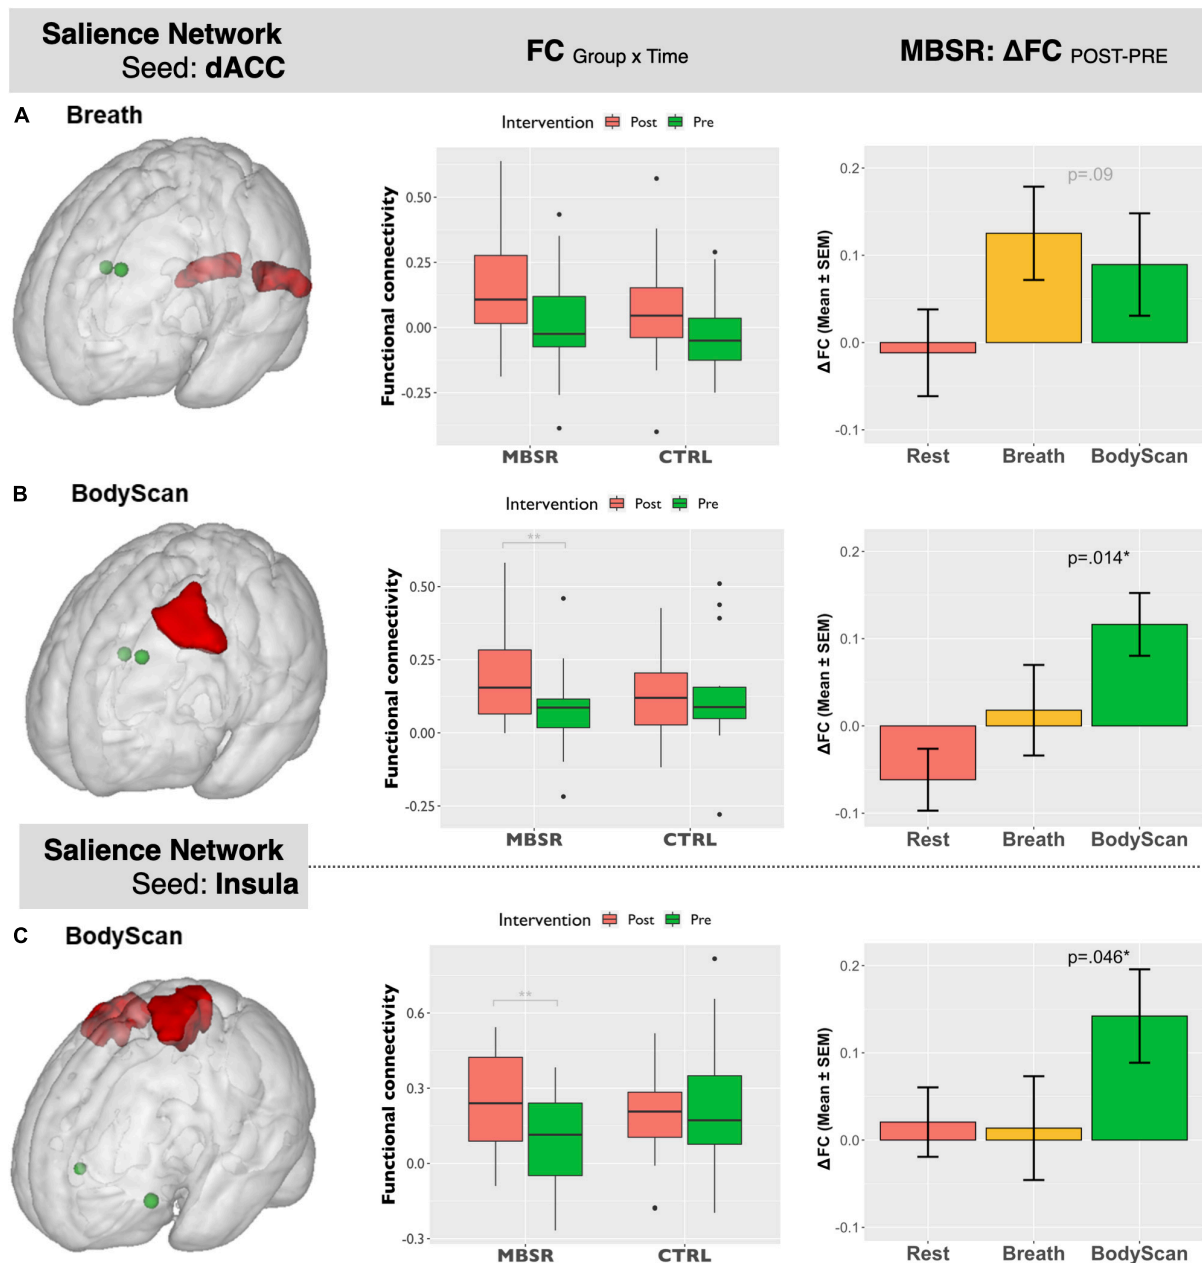 Salience Network
Seed: dACC
FC Group x Time
MBSR: ΔFC POST-PRE
A Breath
Intervention Post Pre
Functional connectivity
0.50
0.25
0.00
-0.25
MBSR CTRL
ΔFC (Mean ± SEM)
0.2
0.1
0.0
-0.1
p=.09
Rest Breath BodyScan
B BodyScan
Intervention Post Pre
Functional connectivity
0.50
0.25
0.00
-0.25
**
MBSR CTRL
ΔFC (Mean ± SEM)
0.2
0.1
0.0
-0.1
p=.014*
Rest Breath BodyScan
Salience Network
Seed: Insula
C BodyScan
Intervention Post Pre
Functional connectivity
0.6
0.3
0.0
-0.3
**
MBSR CTRL
ΔFC (Mean ± SEM)
0.2
0.1
0.0
-0.1
p=.046*
Rest Breath BodyScan